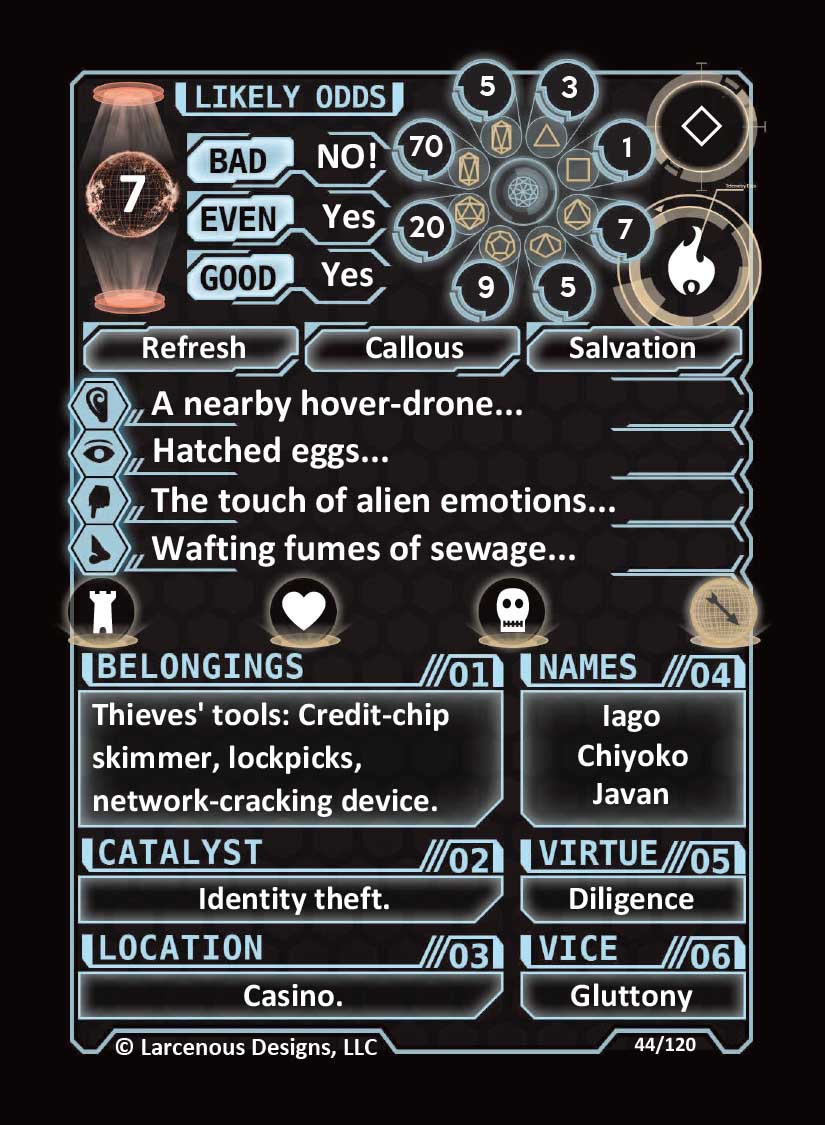 LIKELY ODDS
7
BAD NO!
EVEN Yes
GOOD Yes
5
3
70
1
20
7
9
5
Refresh
Callous
Salvation
A nearby hover-drone...
Hatched eggs...
The touch of alien emotions...
Wafting fumes of sewage...
BELONGINGS ///01
Thieves' tools: Credit-chip
skimmer, lockpicks,
network-cracking device.
NAMES ///04
Iago
Chiyoko
Javan
CATALYST ///02
Identity theft.
VIRTUE ///05
Diligence
LOCATION ///03
Casino.
VICE ///06
Gluttony
© Larcenous Designs, LLC
44/120